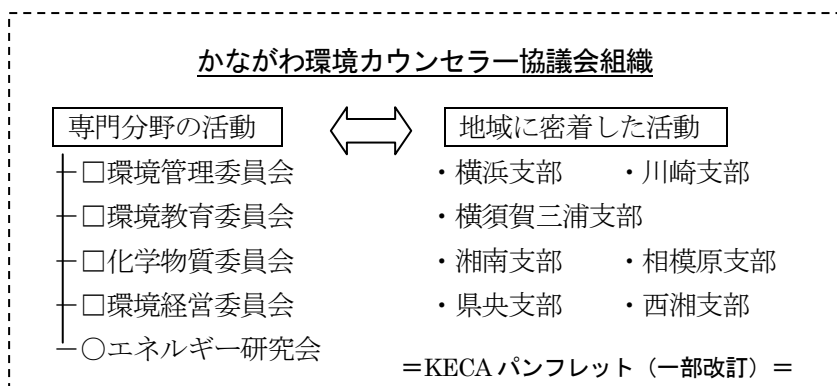 かながわ環境カウンセラー協議会組織
専門分野の活動
□環境管理委員会
□環境教育委員会
□化学物質委員会
□環境経営委員会
○エネルギー研究会
地域に密着した活動
・横浜支部 ・川崎支部
・横須賀三浦支部
・湘南支部 ・相模原支部
・県央支部 ・西湘支部
＝KECA パンフレット（一部改訂）＝